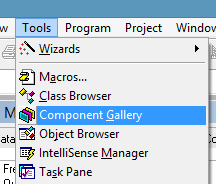 Tools Program Project Window
Wizards
Macros...
Class Browser
Component Gallery
Object Browser
IntelliSense Manager
Task Pane